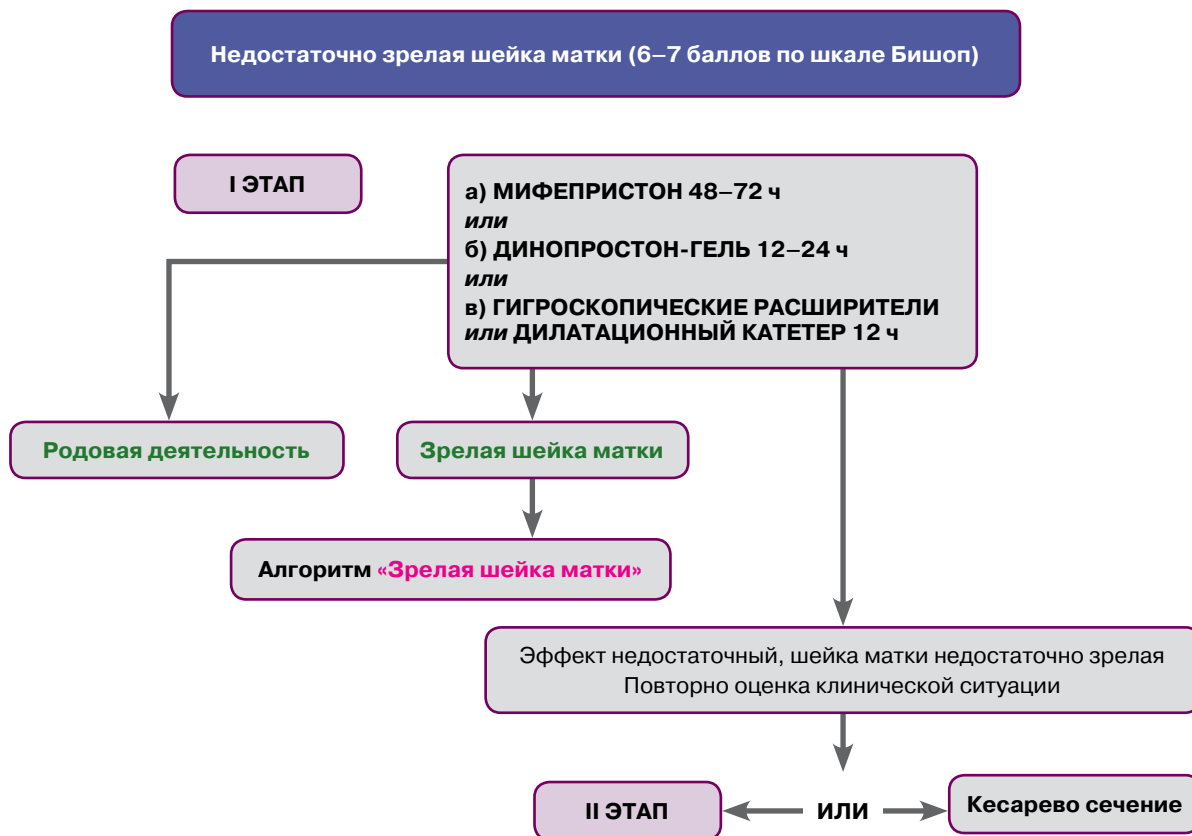 Недостаточно зрелая шейка матки (6–7 баллов по шкале Бишоп)
I ЭТАП
а) МИФЕПРИСТОН 48–72 ч
или
б) ДИНОПРОСТОН-ГЕЛЬ 12–24 ч
или
в) ГИГРОСКОПИЧЕСКИЕ РАСШИРИТЕЛИ
или ДИЛАТАЦИОННЫЙ КАТЕТЕР 12 ч
Родовая деятельность
Зрелая шейка матки
Алгоритм «Зрелая шейка матки»
Эффект недостаточный, шейка матки недостаточно зрелая
Повторно оценка клинической ситуации
II ЭТАП
ИЛИ
Кесарево сечение